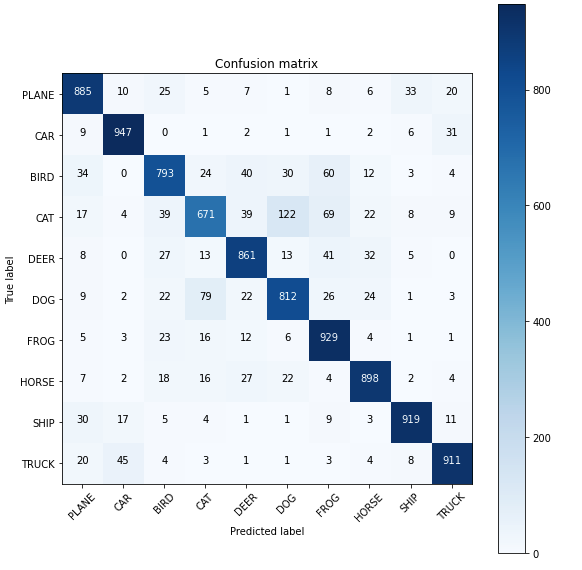 Confusion matrix
PLANE 885 10 25 5 7 1 8 6 33 20
CAR 9 947 0 1 2 1 1 2 6 31
BIRD 34 0 793 24 40 30 60 12 3 4
CAT 17 4 39 671 39 122 69 22 8 9
DEER 8 0 27 13 861 13 41 32 5 0
DOG 9 2 22 79 22 812 26 24 1 3
FROG 5 3 23 16 12 6 929 4 1 1
HORSE 7 2 18 16 27 22 4 898 2 4
SHIP 30 17 5 4 1 1 9 3 919 11
TRUCK 20 45 4 3 1 1 3 4 8 911
PLANE CAR BIRD CAT DEER DOG FROG HORSE SHIP TRUCK
Predicted label
True label
800
600
400
200
0